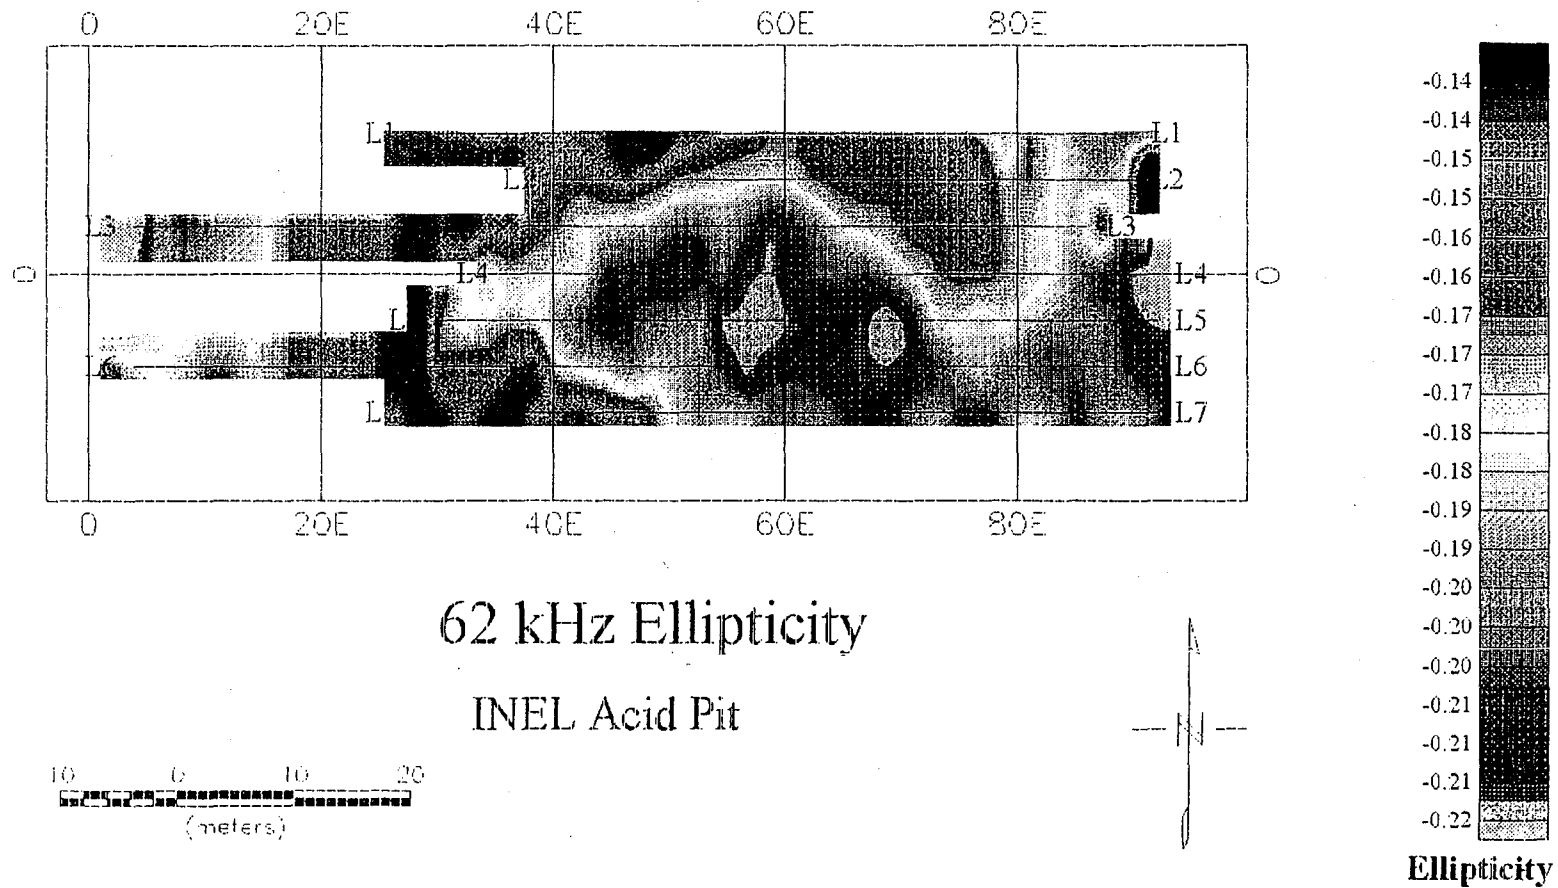 0 20E 40E 60E 80E
L1 L1
L L2
L3 L3
0 L4 L4 0
L L5
L6 L6
L L7
0 20E 40E 60E 80E
62 kHz Ellipticity
INEL Acid Pit
N
10 0 10 20
(meters)
-0.14
-0.14
-0.15
-0.15
-0.16
-0.16
-0.17
-0.17
-0.17
-0.18
-0.18
-0.19
-0.19
-0.20
-0.20
-0.20
-0.21
-0.21
-0.21
-0.22
Ellipticity